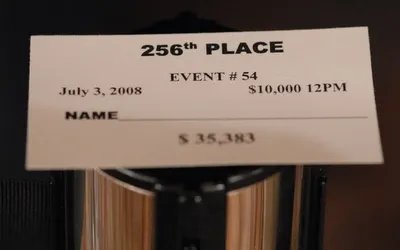 256th PLACE
EVENT # 54
July 3, 2008 $10,000 12PM
NAME
$ 35,383